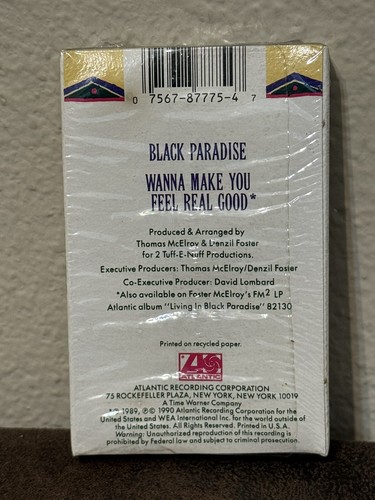 0 7567-87775-4 7
BLACK PARADISE
WANNA MAKE YOU
FEEL REAL GOOD*
Produced & Arranged by
Thomas McElroy & Denzil Foster
for 2 Tuff-E-Nuff Productions.
Executive Producers: Thomas McElroy/Denzil Foster
Co-Executive Producer: David Lombard
*Also available on Foster McElroy's FM2 LP
Atlantic album "Living In Black Paradise" 82130
Printed on recycled paper.
ATLANTIC
ATLANTIC RECORDING CORPORATION
75 ROCKEFELLER PLAZA, NEW YORK, NEW YORK 10019
A Time Warner Company
1989, ℗© 1990 Atlantic Recording Corporation for the
United States and WEA International Inc. for the world outside of
the United States. All Rights Reserved. Printed in U.S.A.
Warning: Unauthorized reproduction of this recording is
prohibited by Federal law and subject to criminal prosecution.